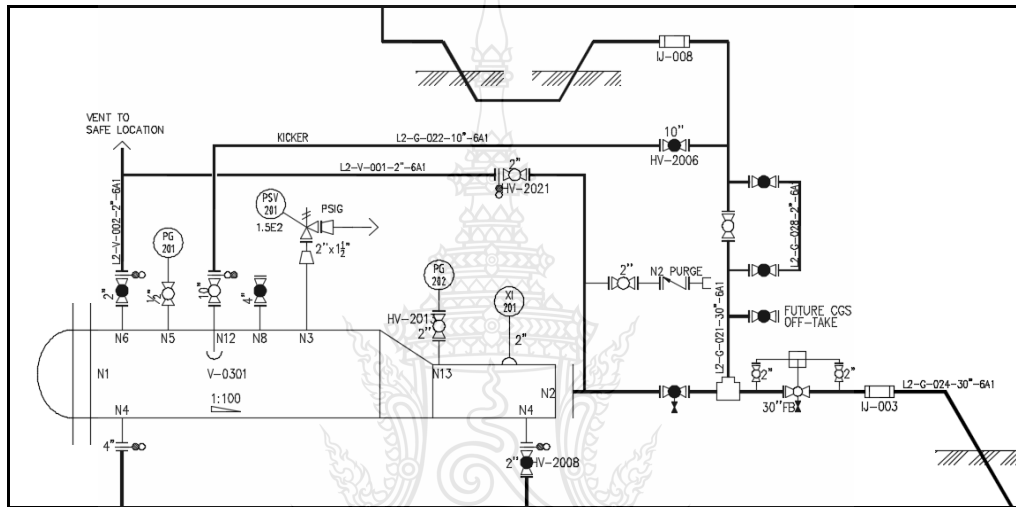 IJ-008
VENT TO
SAFE LOCATION
KICKER
L2-G-022-10"-6A1
10"
HV-2006
L2-V-001-2"-6A1
2"
HV-2021
L2-V-002-2"-6A1
PSV
201
1.5E2
PSIG
2"x1½"
PG
201
L2-G-028-2"-6A1
PG
202
XI
201
2"
N2 PURGE
2"
½"
10"
4"
HV-2013
2"
2"
L2-G-021-30"-6A1
FUTURE CGS
OFF-TAKE
N6
N5
N12
N8
N3
N1
V-0301
N13
N2
2"
2"
L2-G-024-30"-6A1
1:100
N4
N4
30"FB
IJ-003
4"
2"
HV-2008